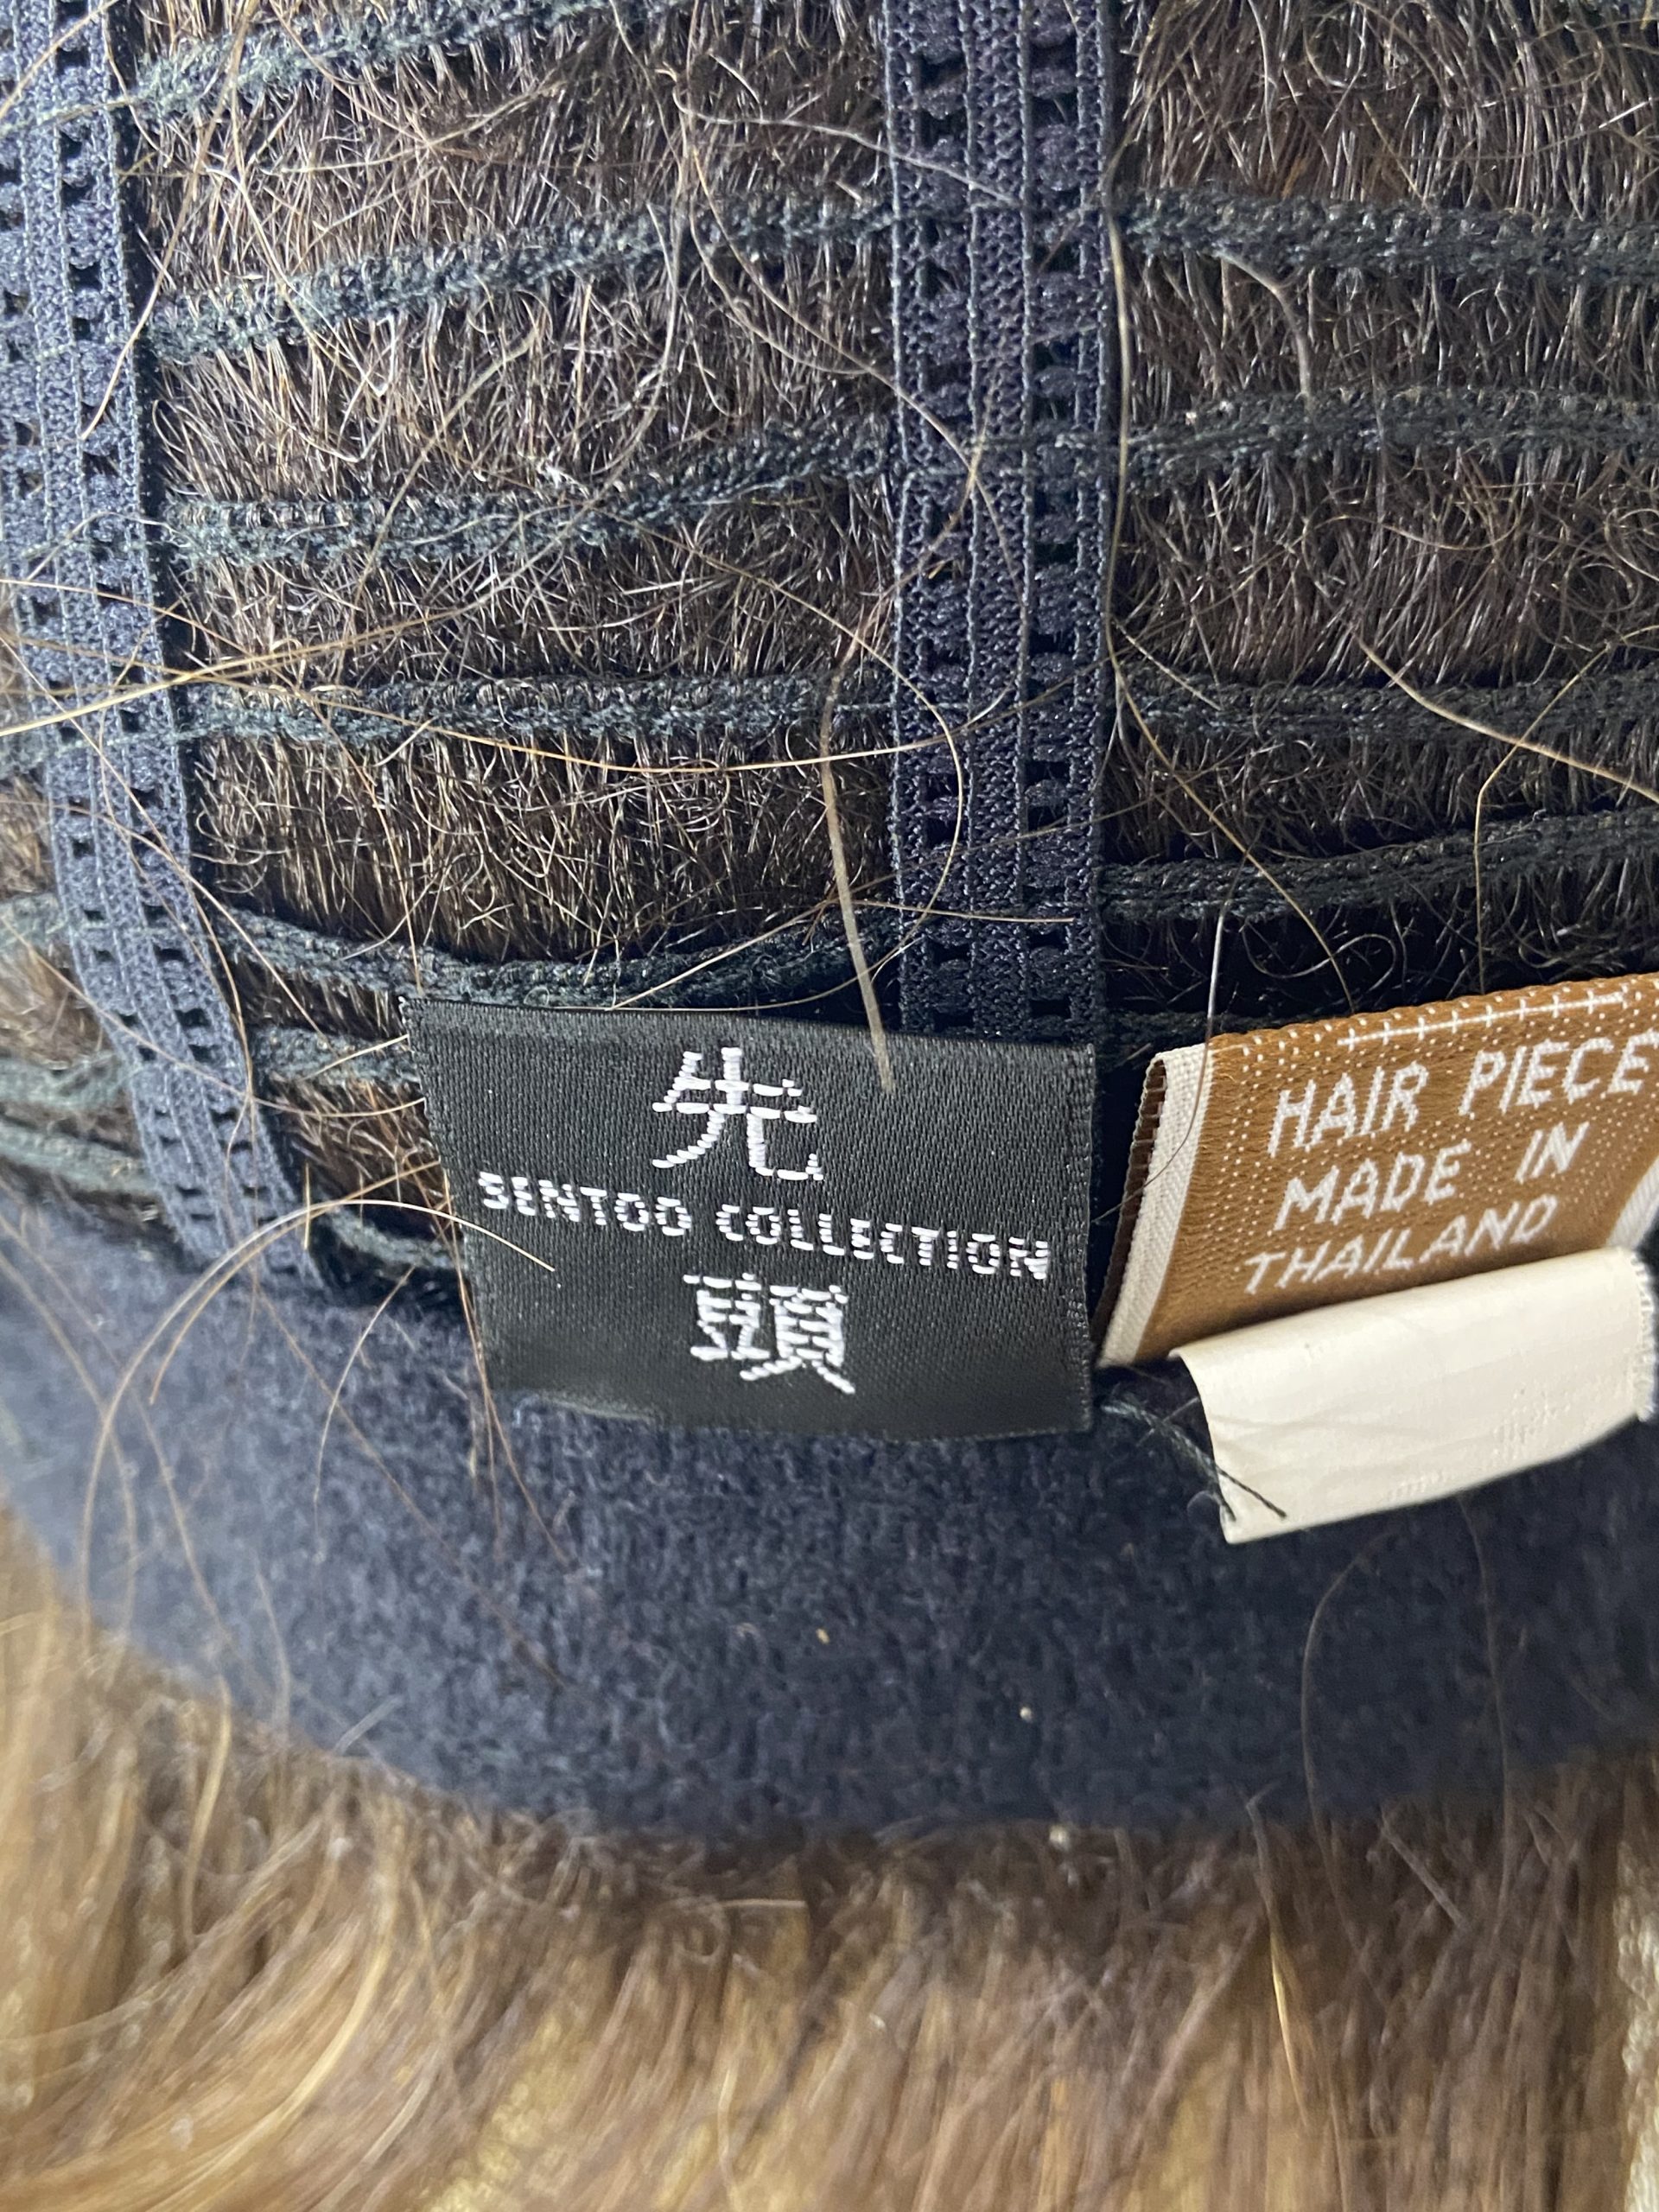 先
SENTOO COLLECTION
頭
HAIR PIECE
MADE IN
THAILAND